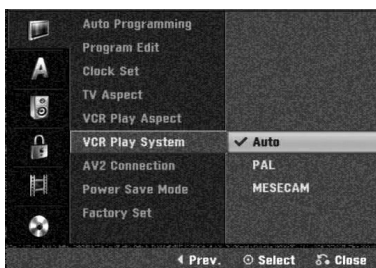 Auto Programming
Program Edit
A
Clock Set
TV Aspect
VCR Play Aspect
VCR Play System
✓ Auto
AV2 Connection
PAL
Power Save Mode
MESECAM
Factory Set
◀ Prev. ⊙ Select Close